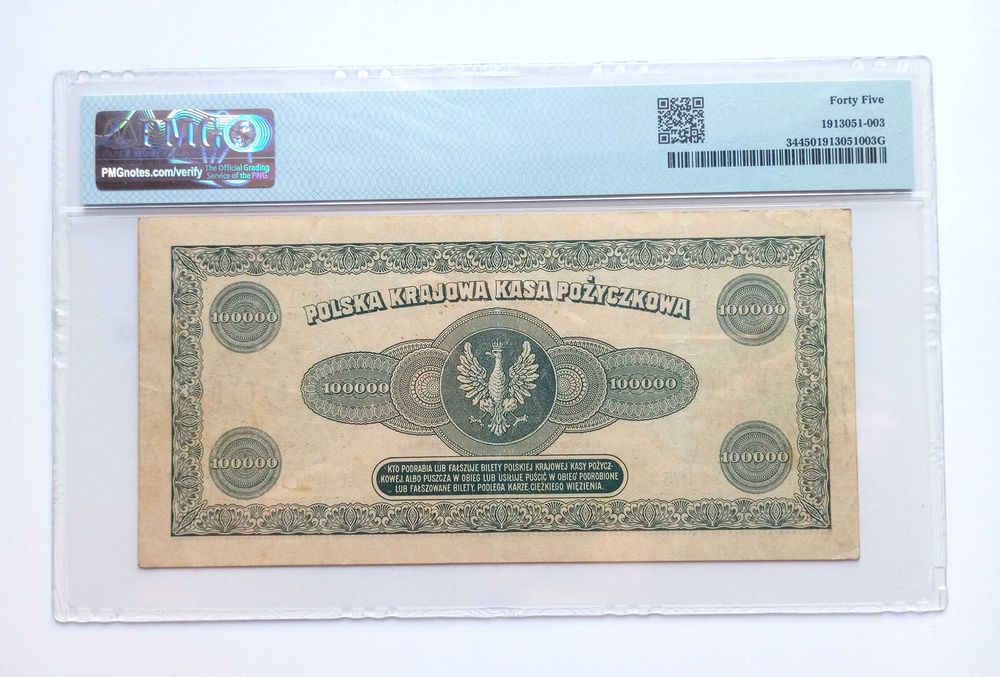 PMG
PMGnotes.com/verify
The Official Grading
Service of the PNG
Forty Five
1913051-003
344501913051003G
POLSKA KRAJOWA KASA POŻYCZKOWA
100000
100000
100000
100000
100000
100000
KTO PODRABIA LUB FAŁSZUJE BILETY POLSKIEJ KRAJOWEJ KASY POŻYCZ-
KOWEJ, ALBO PUSZCZA W OBIEG LUB USIŁUJE PUŚCIĆ W OBIEG PODROBIONE
LUB FAŁSZOWANE BILETY, PODLEGA KARZE CIĘŻKIEGO WIĘZIENIA.